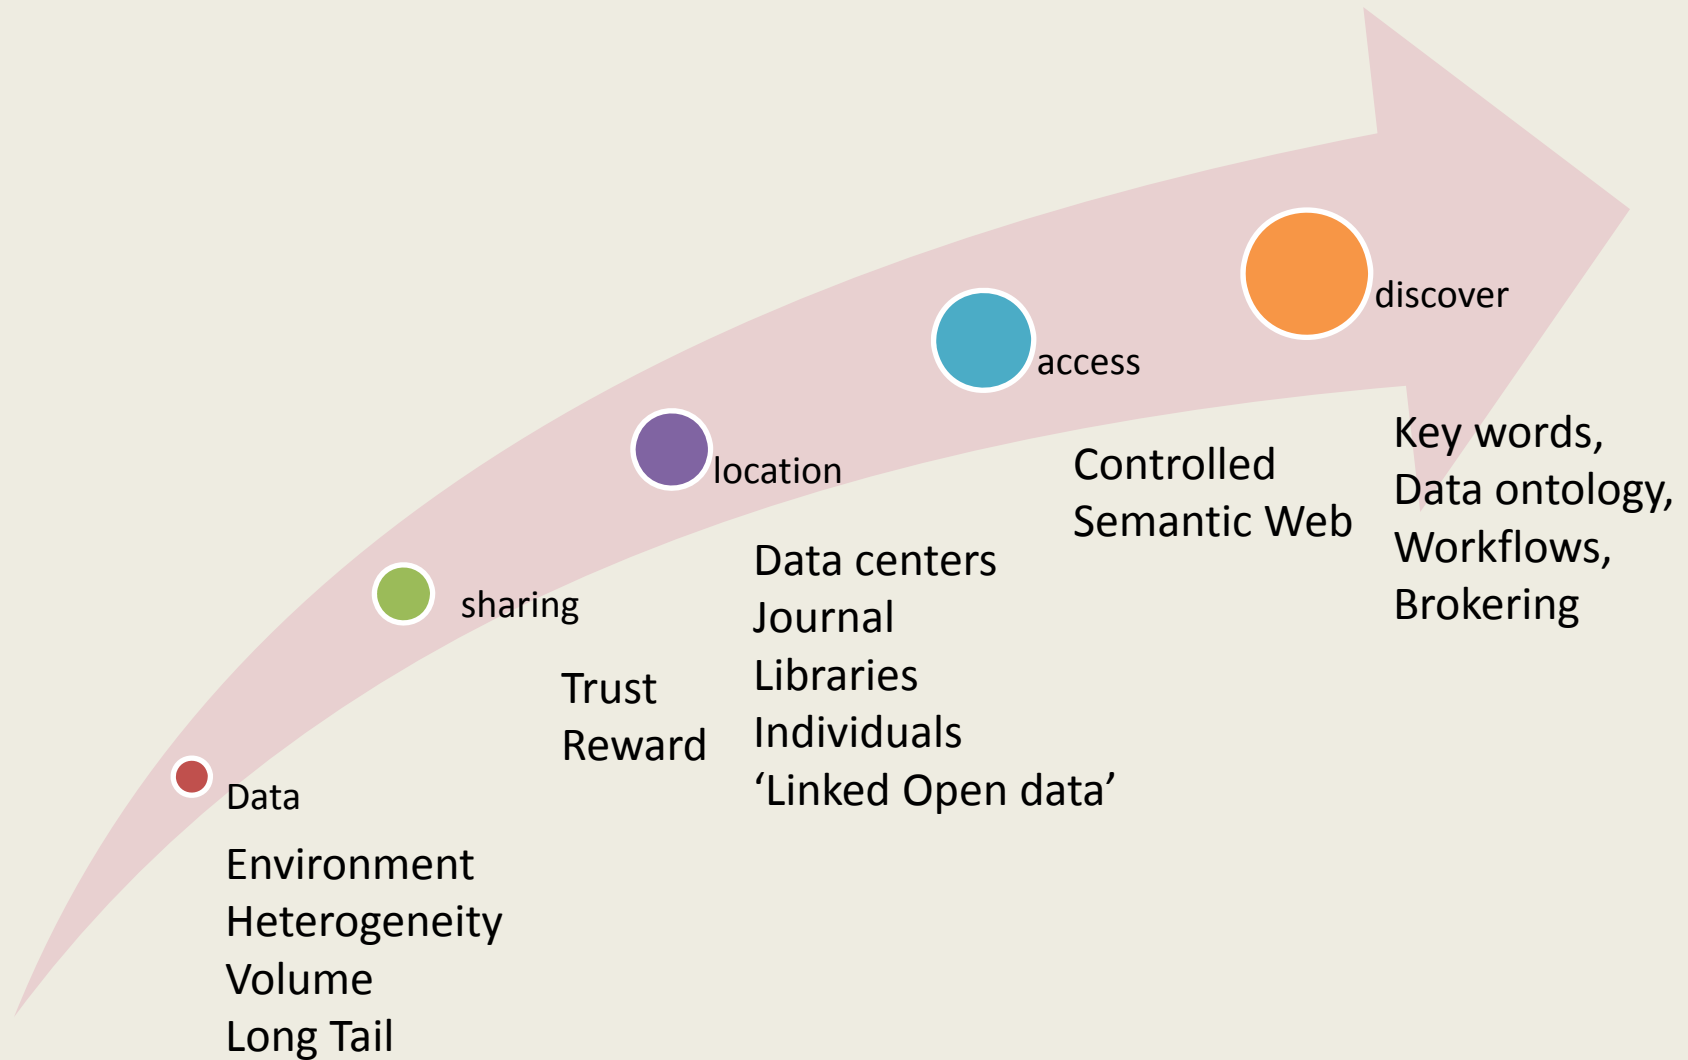 Data
Environment
Heterogeneity
Volume
Long Tail
sharing
Trust
Reward
location
Data centers
Journal
Libraries
Individuals
‘Linked Open data’
access
Controlled
Semantic Web
discover
Key words,
Data ontology,
Workflows,
Brokering